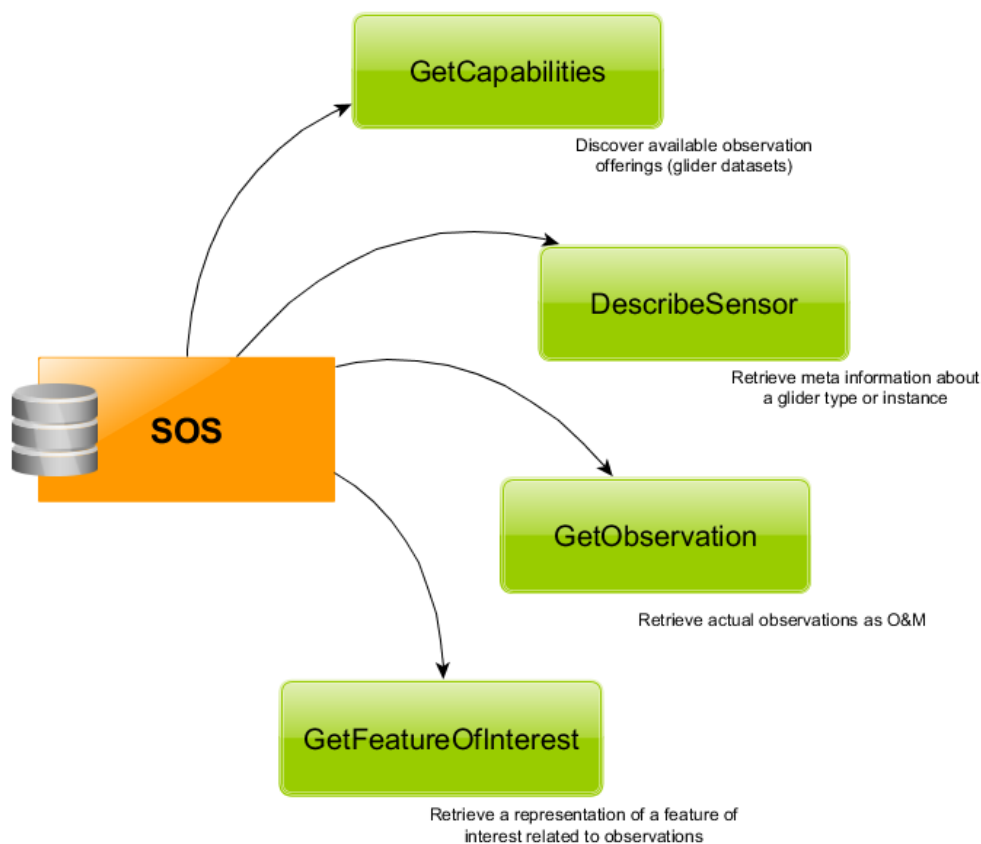 GetCapabilities
Discover available observation
offerings (glider datasets)
DescribeSensor
Retrieve meta information about
a glider type or instance
SOS
GetObservation
Retrieve actual observations as O&M
GetFeatureOfInterest
Retrieve a representation of a feature of
interest related to observations